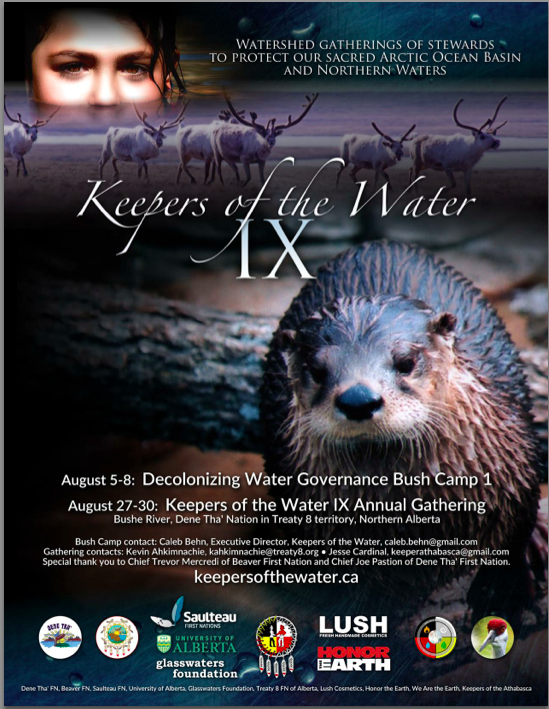 Watershed gatherings of stewards
to protect our sacred Arctic Ocean Basin
and Northern Waters
Keepers of the Water
IX
August 5-8: Decolonizing Water Governance Bush Camp 1
August 27-30: Keepers of the Water IX Annual Gathering
Bushe River, Dene Tha' Nation in Treaty 8 territory, Northern Alberta
Bush Camp contact: Caleb Behn, Executive Director, Keepers of the Water, caleb.behn@gmail.com
Gathering contacts: Kevin Ahkimnachie, kahkimnachie@treaty8.org • Jesse Cardinal, keeperathabasca@gmail.com
Special thank you to Chief Trevor Mercredi of Beaver First Nation and Chief Joe Pastion of Dene Tha' First Nation.
keepersofthewater.ca
DENE THA'
Saulteau
FIRST NATIONS
UNIVERSITY OF
ALBERTA
glasswaters
foundation
LUSH
FRESH HANDMADE COSMETICS
HONOR
THE EARTH
Dene Tha' FN, Beaver FN, Saulteau FN, University of Alberta, Glasswaters Foundation, Treaty 8 FN of Alberta, Lush Cosmetics, Honor the Earth, We Are the Earth, Keepers of the Athabasca